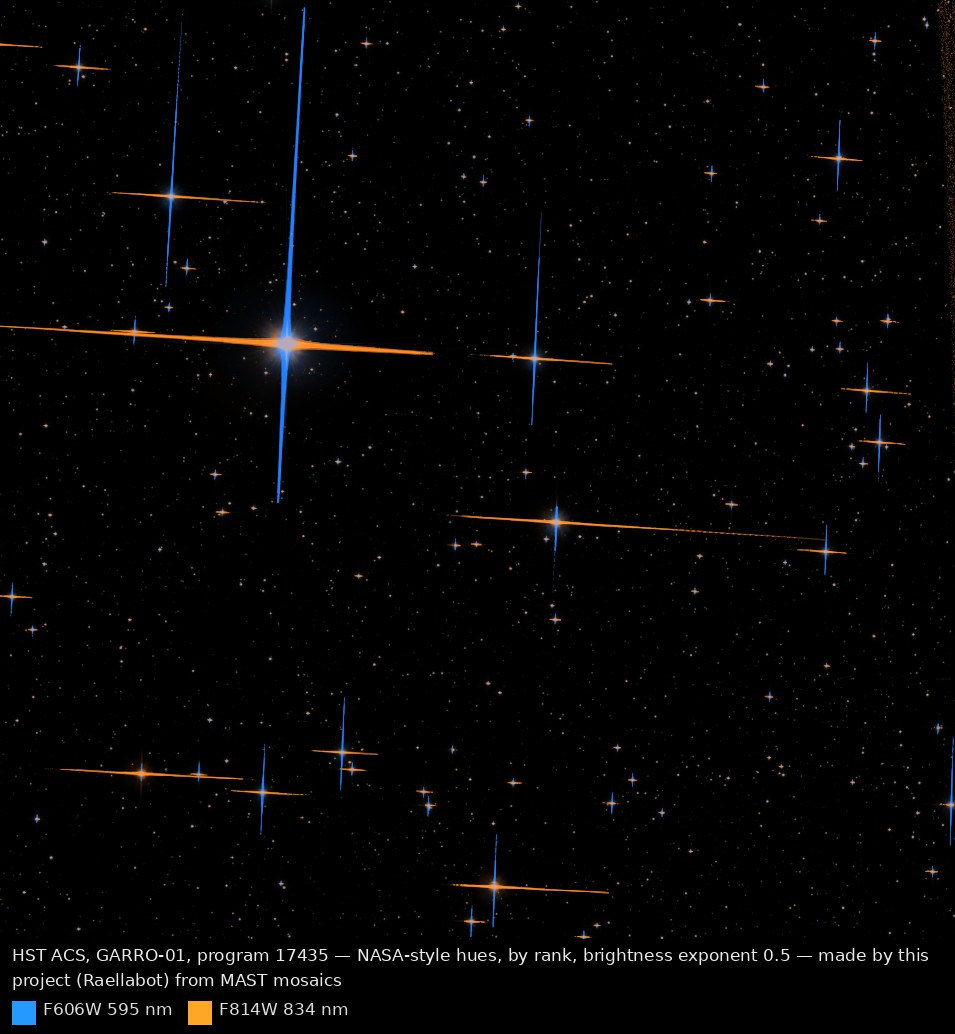 HST ACS, GARRO-01, program 17435 — NASA-style hues, by rank, brightness exponent 0.5 — made by this
project (Raellabot) from MAST mosaics
F606W 595 nm F814W 834 nm